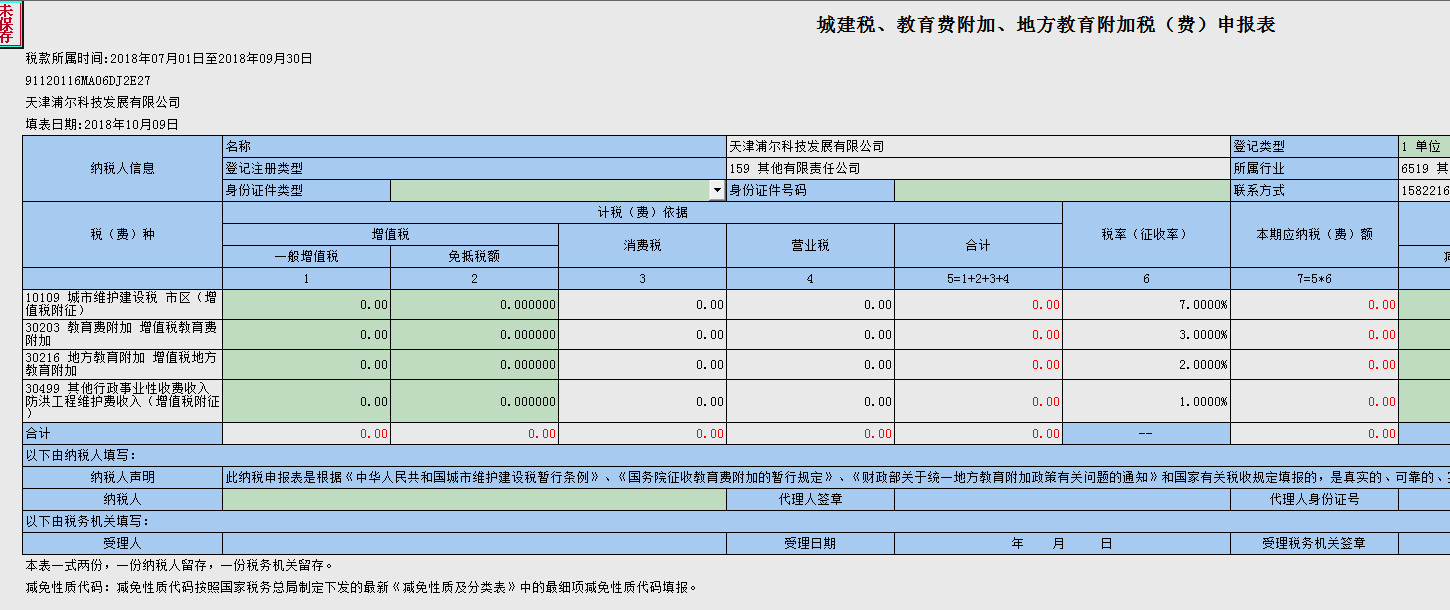 未保存
城建税、教育费附加、地方教育附加税（费）申报表
税款所属时间:2018年07月01日至2018年09月30日
91120116MA06DJ2E27
天津浦尔科技发展有限公司
填表日期:2018年10月09日
纳税人信息 名称 天津浦尔科技发展有限公司 登记类型 1 单位
登记注册类型 159 其他有限责任公司 所属行业 6519 其
身份证件类型 身份证件号码 联系方式 1582216
税（费）种 计税（费）依据 税率（征收率） 本期应纳税（费）额
增值税 消费税 营业税 合计
一般增值税 免抵税额
1 2 3 4 5=1+2+3+4 6 7=5*6
10109 城市维护建设税 市区（增
值税附征） 0.00 0.000000 0.00 0.00 0.00 7.0000% 0.00
30203 教育费附加 增值税教育费
附加 0.00 0.000000 0.00 0.00 0.00 3.0000% 0.00
30216 地方教育附加 增值税地方
教育附加 0.00 0.000000 0.00 0.00 0.00 2.0000% 0.00
30499 其他行政事业性收费收入
防洪工程维护费收入（增值税附征
） 0.00 0.000000 0.00 0.00 0.00 1.0000% 0.00
合计 0.00 0.00 0.00 0.00 0.00 -- 0.00
以下由纳税人填写:
纳税人声明 此纳税申报表是根据《中华人民共和国城市维护建设税暂行条例》、《国务院征收教育费附加的暂行规定》、《财政部关于统一地方教育附加政策有关问题的通知》和国家有关税收规定填报的，是真实的、可靠的、
纳税人 代理人签章 代理人身份证号
以下由税务机关填写:
受理人 受理日期 年 月 日 受理税务机关签章
本表一式两份，一份纳税人留存，一份税务机关留存。
减免性质代码：减免性质代码按照国家税务总局制定下发的最新《减免性质及分类表》中的最细项减免性质代码填报。